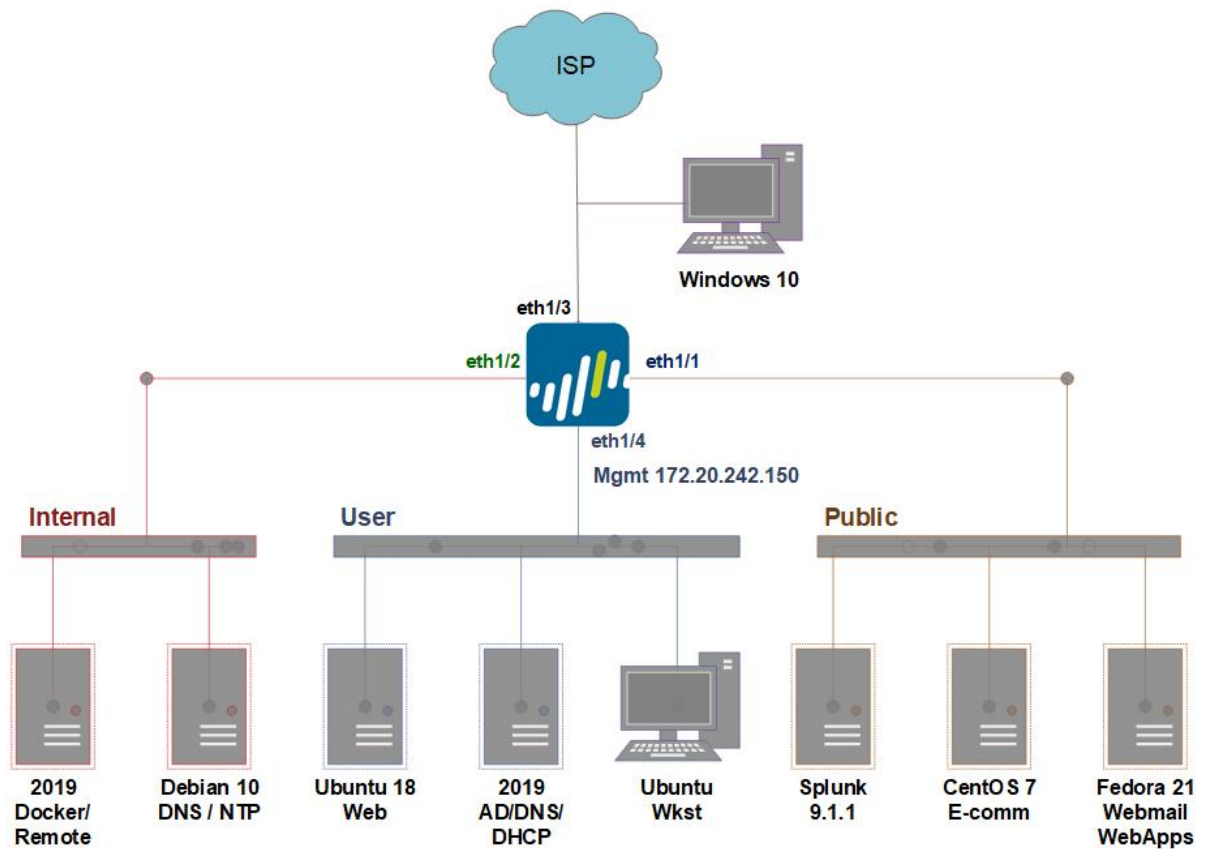 ISP
Windows 10
eth1/3
eth1/2
eth1/1
eth1/4
Mgmt 172.20.242.150
Internal
User
Public
2019
Docker/
Remote
Debian 10
DNS / NTP
Ubuntu 18
Web
2019
AD/DNS/
DHCP
Ubuntu
Wkst
Splunk
9.1.1
CentOS 7
E-comm
Fedora 21
Webmail
WebApps